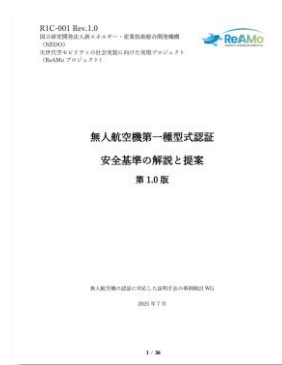 R1C-001 Rev.1.0
国立研究開発法人新エネルギー・産業技術総合開発機構
（NEDO）
次世代空モビリティの社会実装に向けた実現プロジェクト
（ReAMo プロジェクト）
ReAMo
無人航空機第一種型式認証
安全基準の解説と提案
第 1.0 版
無人航空機の認証に対応した証明手法の事例検討 WG
2025 年 7 月
1 / 36